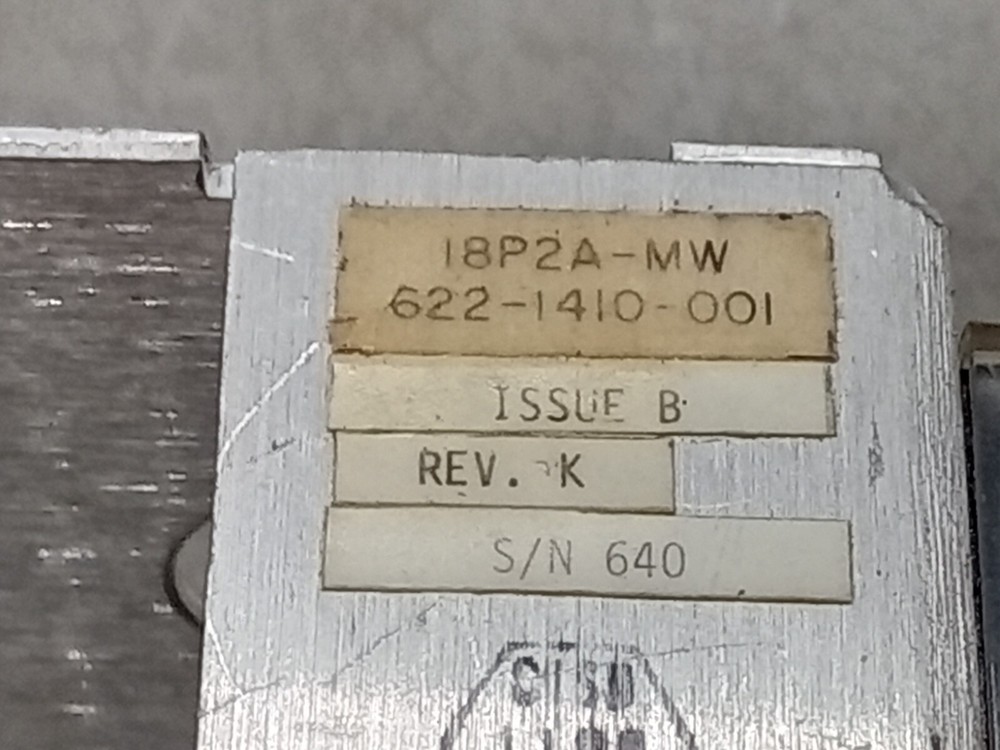 18P2A-MW
622-1410-001
ISSUE B
REV. K
S/N 640